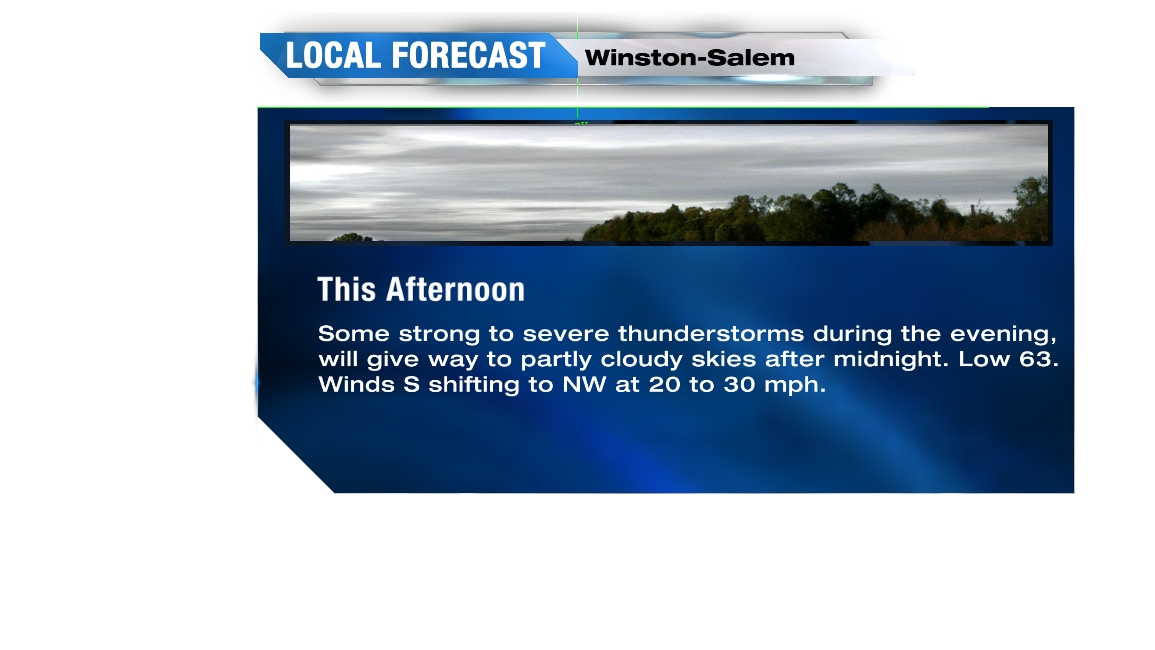 LOCAL FORECAST
Winston-Salem
This Afternoon
Some strong to severe thunderstorms during the evening,
will give way to partly cloudy skies after midnight. Low 63.
Winds S shifting to NW at 20 to 30 mph.